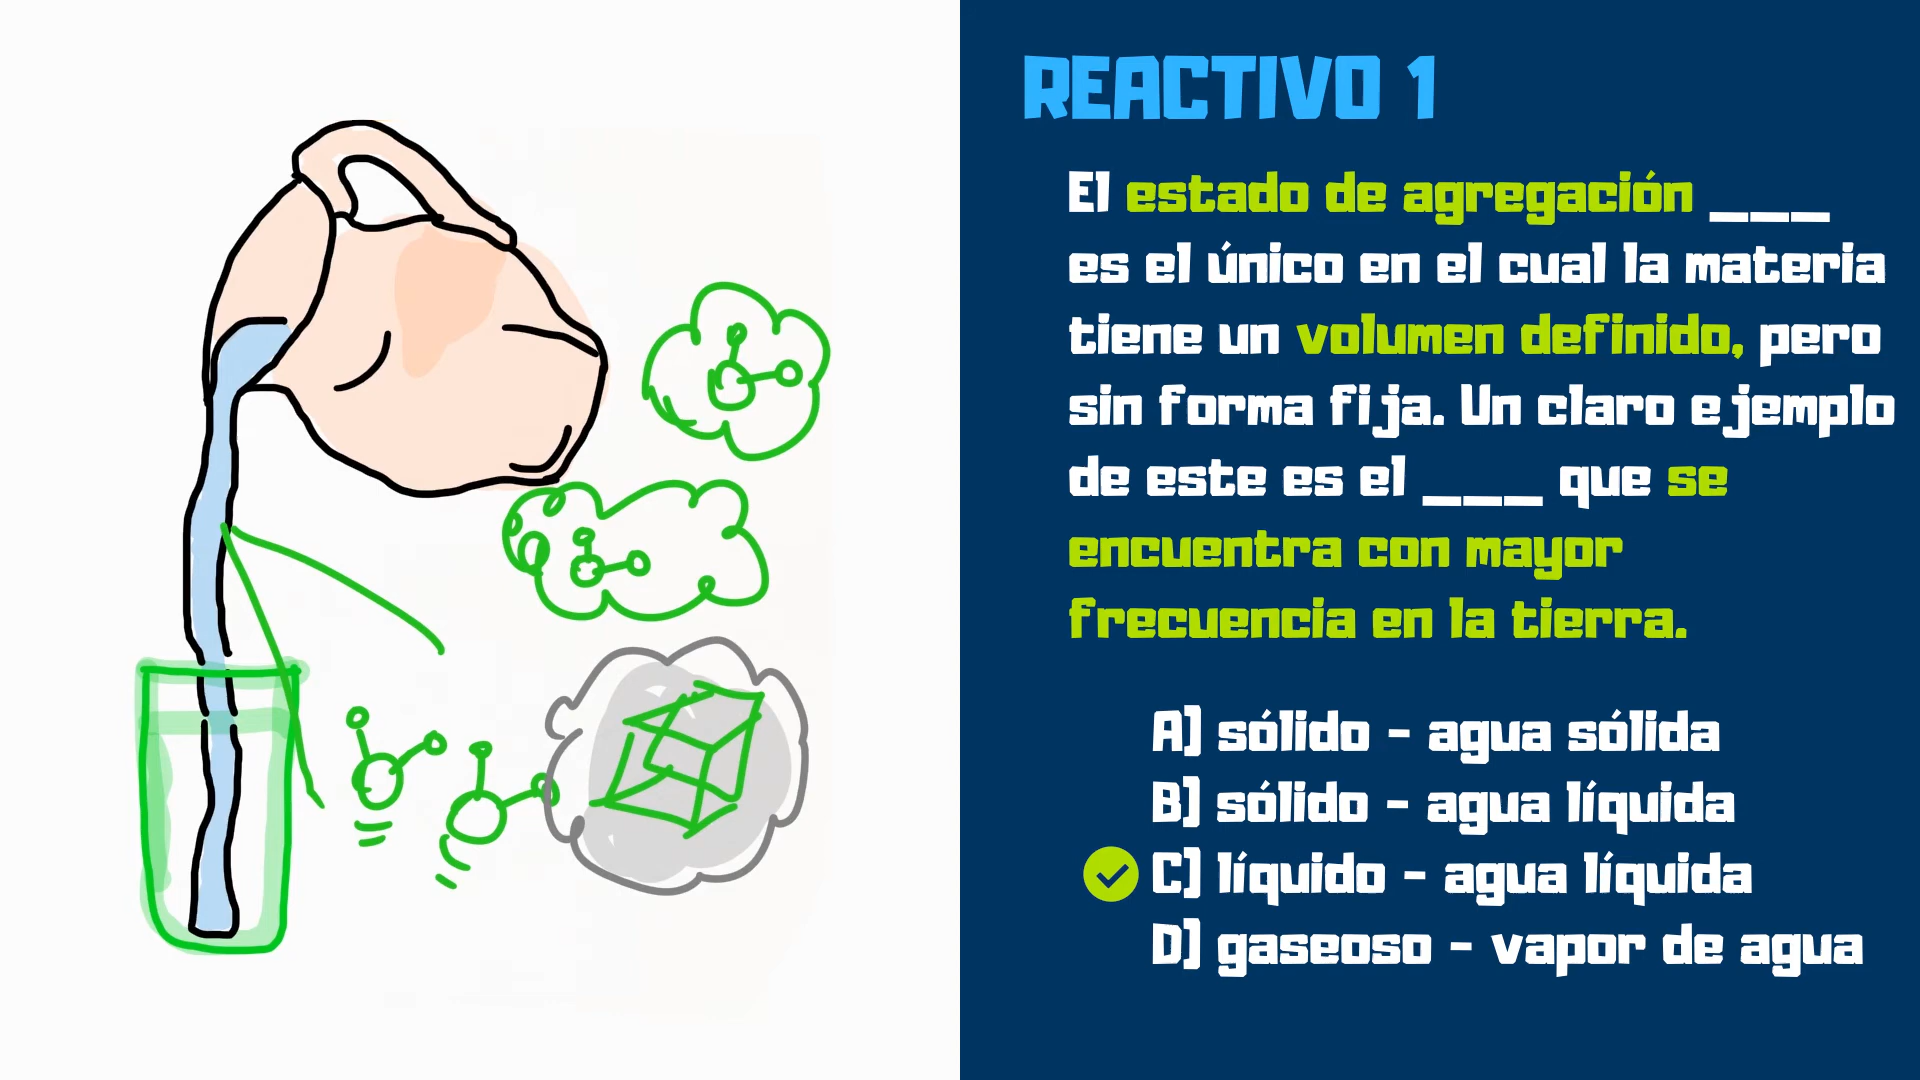 REACTIVO 1
El estado de agregación ___
es el único en el cual la materia
tiene un volumen definido, pero
sin forma fija. Un claro ejemplo
de este es el ___ que se
encuentra con mayor
frecuencia en la tierra.
A) sólido - agua sólida
B) sólido - agua líquida
C) líquido - agua líquida
D) gaseoso - vapor de agua